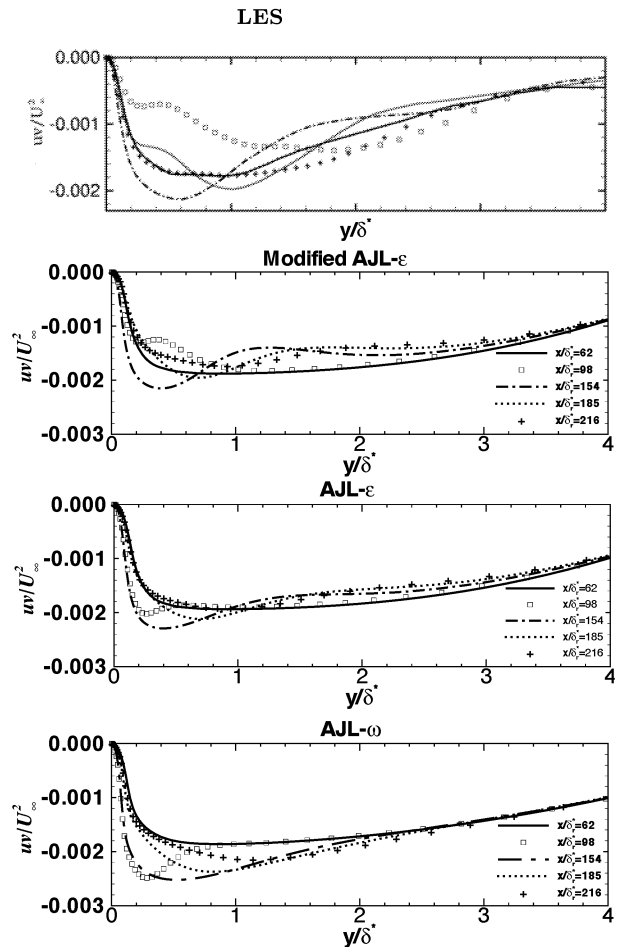 LES
0.000
-0.001
-0.002
uv/U²∞
y/δ*
Modified AJL-ε
0.000
-0.001
-0.002
-0.003
uv/U²∞
0 1 2 3 4
y/δ*
x/δ*r=62
x/δ*r=98
x/δ*r=154
x/δ*r=185
x/δ*r=216
AJL-ε
0.000
-0.001
-0.002
-0.003
uv/U²∞
0 1 2 3 4
y/δ*
x/δ*r=62
x/δ*r=98
x/δ*r=154
x/δ*r=185
x/δ*r=216
AJL-ω
0.000
-0.001
-0.002
-0.003
uv/U²∞
0 1 2 3 4
y/δ*
x/δ*r=62
x/δ*r=98
x/δ*r=154
x/δ*r=185
x/δ*r=216